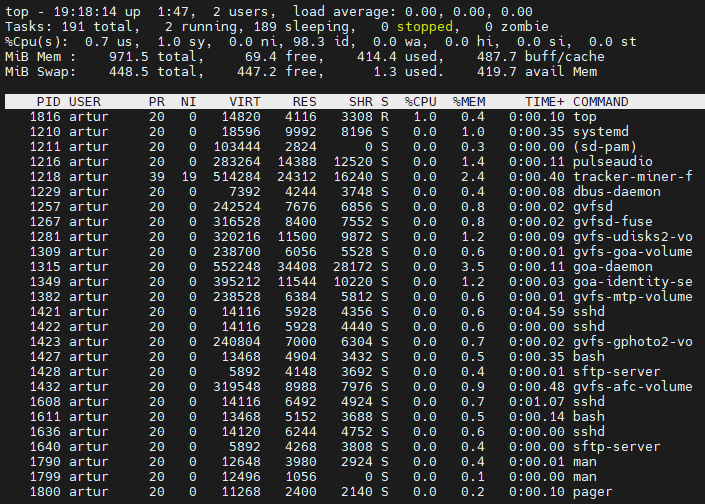 top - 19:18:14 up  1:47,  2 users,  load average: 0.00, 0.00, 0.00
Tasks: 191 total,   2 running, 189 sleeping,   0 stopped,   0 zombie
%Cpu(s):  0.7 us,  1.0 sy,  0.0 ni, 98.3 id,  0.0 wa,  0.0 hi,  0.0 si,  0.0 st
MiB Mem :    971.5 total,     69.4 free,    414.4 used,    487.7 buff/cache
MiB Swap:    448.5 total,    447.2 free,      1.3 used.    419.7 avail Mem
PID USER      PR  NI    VIRT    RES    SHR S  %CPU  %MEM     TIME+ COMMAND
1816 artur     20   0   14820   4116   3308 R   1.0   0.4   0:00.10 top
1210 artur     20   0   18596   9992   8196 S   0.0   1.0   0:00.35 systemd
1211 artur     20   0  103444   2824      0 S   0.0   0.3   0:00.00 (sd-pam)
1216 artur     20   0  283264  14388  12520 S   0.0   1.4   0:00.11 pulseaudio
1218 artur     39  19  514284  24312  16240 S   0.0   2.4   0:00.40 tracker-miner-f
1229 artur     20   0    7392   4244   3748 S   0.0   0.4   0:00.08 dbus-daemon
1257 artur     20   0  242524   7676   6856 S   0.0   0.8   0:00.02 gvfsd
1267 artur     20   0  316528   8400   7552 S   0.0   0.8   0:00.02 gvfsd-fuse
1281 artur     20   0  320216  11500   9872 S   0.0   1.2   0:00.09 gvfs-udisks2-vo
1309 artur     20   0  238700   6056   5528 S   0.0   0.6   0:00.01 gvfs-goa-volume
1315 artur     20   0  552248  34408  28172 S   0.0   3.5   0:00.11 goa-daemon
1349 artur     20   0  395212  11544  10220 S   0.0   1.2   0:00.03 goa-identity-se
1382 artur     20   0  238528   6384   5812 S   0.0   0.6   0:00.01 gvfs-mtp-volume
1421 artur     20   0   14116   5928   4356 S   0.0   0.6   0:04.59 sshd
1422 artur     20   0   14116   5928   4440 S   0.0   0.6   0:00.00 sshd
1423 artur     20   0  240804   7000   6304 S   0.0   0.7   0:00.02 gvfs-gphoto2-vo
1427 artur     20   0   13468   4904   3432 S   0.0   0.5   0:00.35 bash
1428 artur     20   0    5892   4148   3692 S   0.0   0.4   0:00.01 sftp-server
1432 artur     20   0  319548   8988   7976 S   0.0   0.9   0:00.48 gvfs-afc-volume
1608 artur     20   0   14116   6492   4924 S   0.0   0.7   0:01.07 sshd
1611 artur     20   0   13468   5152   3688 S   0.0   0.5   0:00.14 bash
1636 artur     20   0   14120   6244   4752 S   0.0   0.6   0:00.00 sshd
1640 artur     20   0    5892   4268   3808 S   0.0   0.4   0:00.00 sftp-server
1790 artur     20   0   12648   3980   2924 S   0.0   0.4   0:00.01 man
1799 artur     20   0   12496   1056      0 S   0.0   0.1   0:00.00 man
1800 artur     20   0   11268   2400   2140 S   0.0   0.2   0:00.10 pager